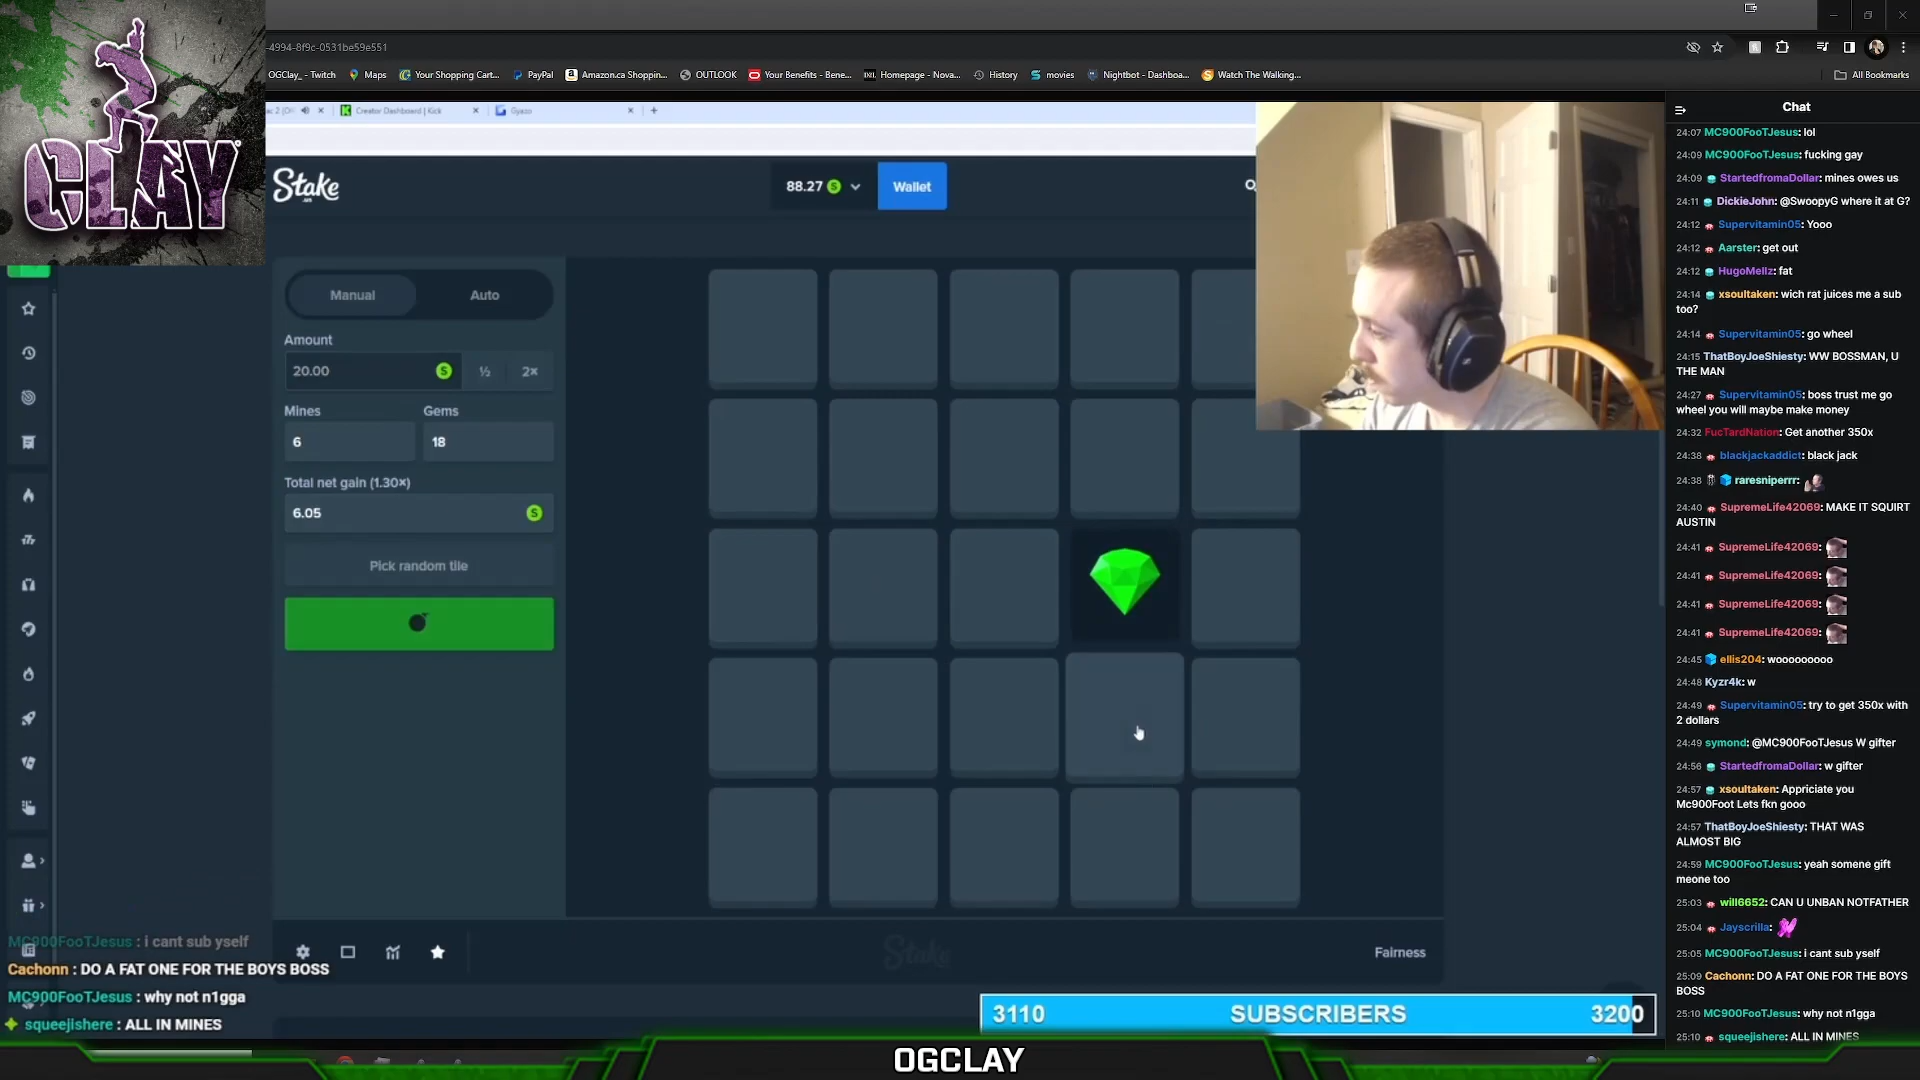 CLAY
-4994-8f9c-0531be59e551
OGClay_ - Twitch
Maps
Your Shopping Cart...
PayPal
Amazon.ca Shoppin...
OUTLOOK
Your Benefits - Bene...
Homepage - Nova...
History
movies
Nightbot - Dashboa...
Watch The Walking...
All Bookmarks
Creator Dashboard | Kick
Gyazo
Stake
88.27
Wallet
Manual
Auto
Amount
20.00
½
2×
Mines
Gems
6
18
Total net gain (1.30×)
6.05
Pick random tile
Stake
Fairness
MC900FooTJesus : i cant sub yself
Cachonn : DO A FAT ONE FOR THE BOYS BOSS
MC900FooTJesus : why not n1gga
squeejishere : ALL IN MINES
3110
SUBSCRIBERS
3200
OGCLAY
Chat
24:07 MC900FooTJesus: lol
24:09 MC900FooTJesus: fucking gay
24:09 StartedfromaDollar: mines owes us
24:11 DickieJohn: @SwoopyG where it at G?
24:12 Supervitamin05: Yooo
24:12 Aarster: get out
24:12 HugoMellz: fat
24:14 xsoultaken: wich rat juices me a sub
too?
24:14 Supervitamin05: go wheel
24:15 ThatBoyJoeShiesty: WW BOSSMAN, U
THE MAN
24:27 Supervitamin05: boss trust me go
wheel you will maybe make money
24:32 FucTardNation: Get another 350x
24:38 blackjackaddict: black jack
24:38 raresniperrr:
24:40 SupremeLife42069: MAKE IT SQUIRT
AUSTIN
24:41 SupremeLife42069:
24:41 SupremeLife42069:
24:41 SupremeLife42069:
24:41 SupremeLife42069:
24:45 ellis204: wooooooooo
24:48 Kyzr4k: w
24:49 Supervitamin05: try to get 350x with
2 dollars
24:49 symond: @MC900FooTJesus W gifter
24:56 StartedfromaDollar: w gifter
24:57 xsoultaken: Appriciate you
Mc900Foot Lets fkn gooo
24:57 ThatBoyJoeShiesty: THAT WAS
ALMOST BIG
24:59 MC900FooTJesus: yeah somene gift
meone too
25:03 will6652: CAN U UNBAN NOTFATHER
25:04 Jayscrilla:
25:05 MC900FooTJesus: i cant sub yself
25:09 Cachonn: DO A FAT ONE FOR THE BOYS
BOSS
25:10 MC900FooTJesus: why not n1gga
25:10 squeejishere: ALL IN MINES